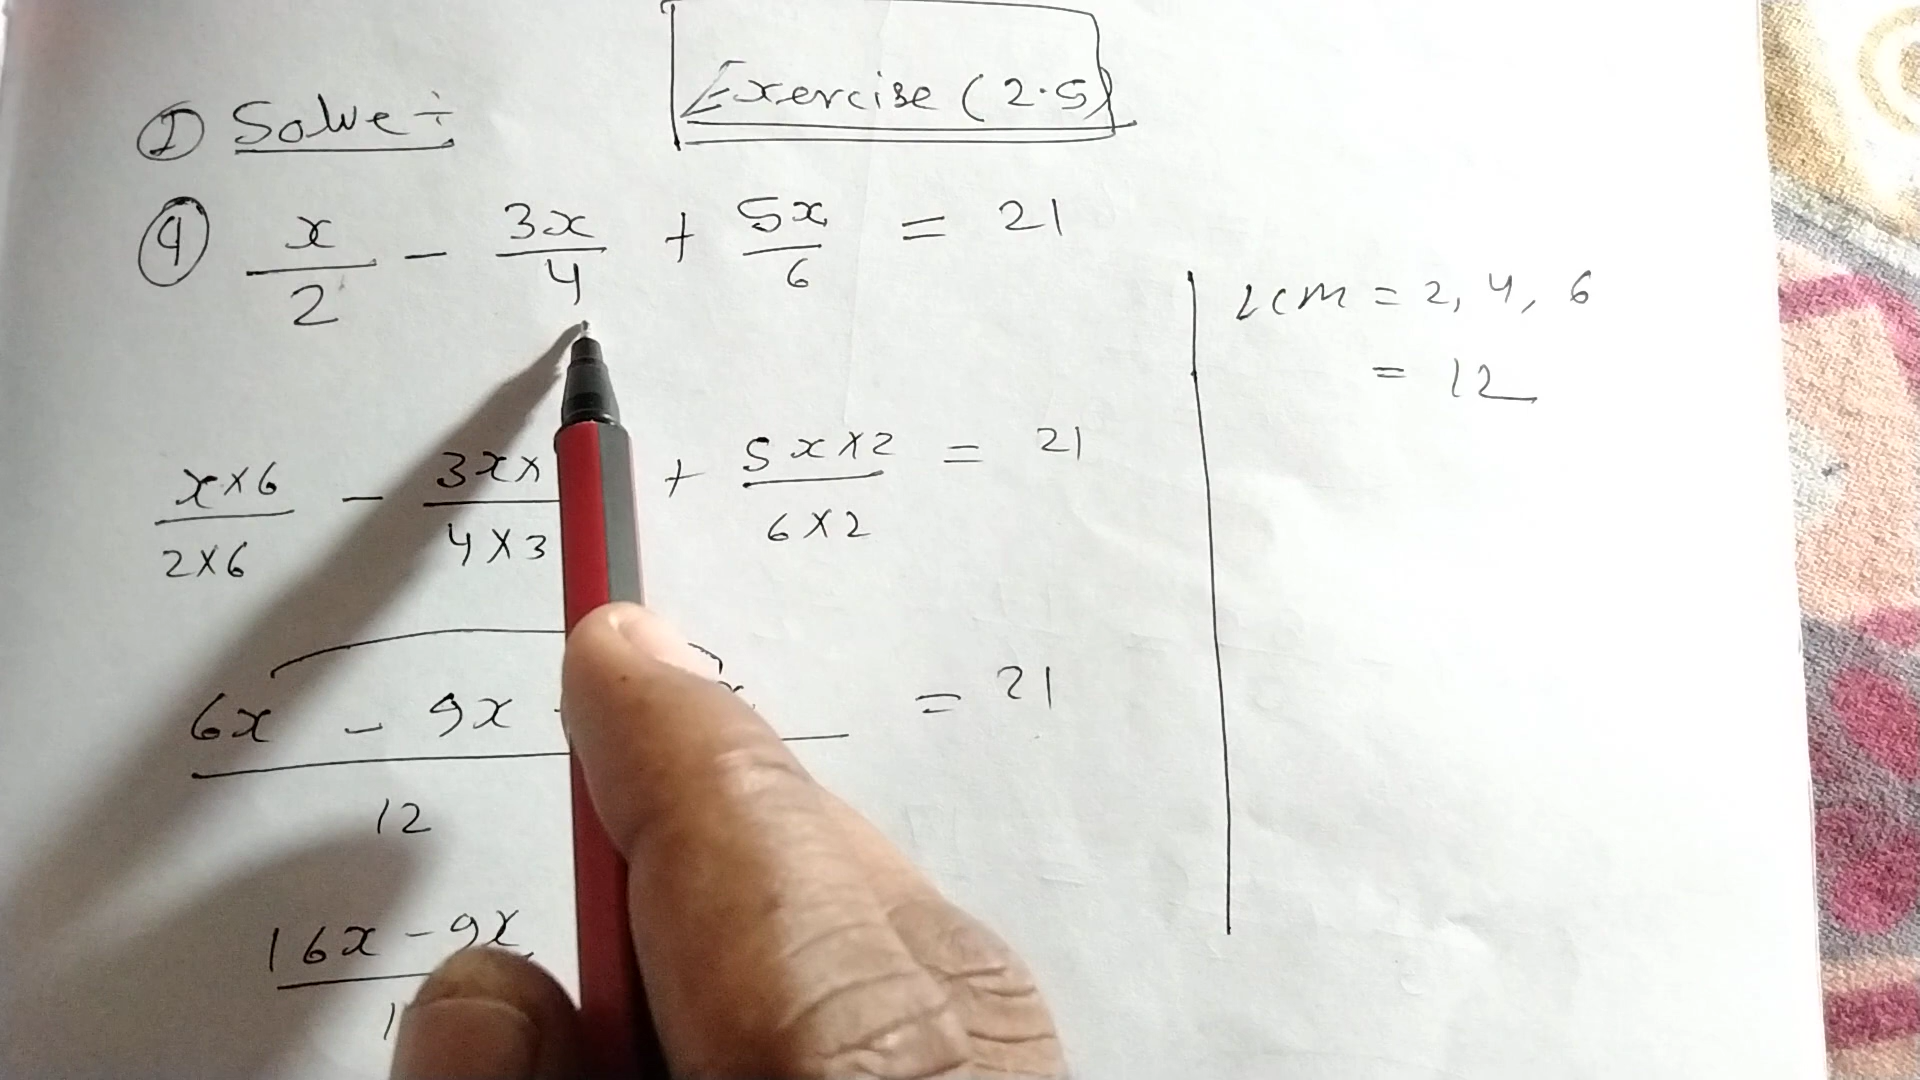 Exercise (2.5)
① Solve ÷
④ x/2 - 3x/4 + 5x/6 = 21
LCM = 2, 4, 6
= 12
x×6/2×6 - 3x×/4×3 + 5x×2/6×2 = 21
6x - 9x = 21
12
16x - 9x
1